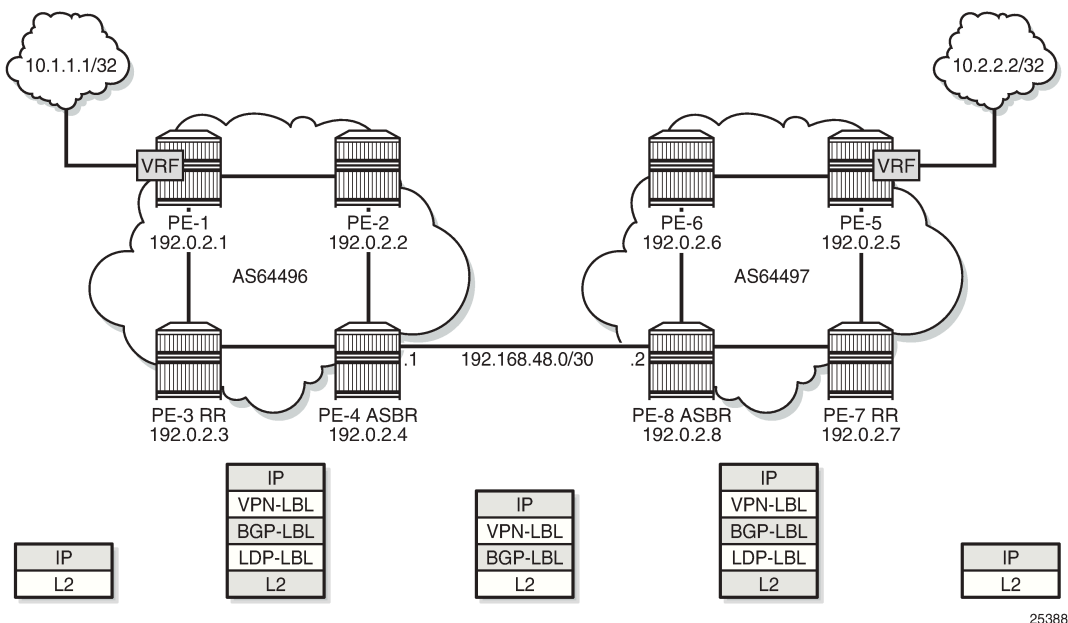 10.1.1.1/32
10.2.2.2/32
VRF
VRF
PE-1
192.0.2.1
PE-2
192.0.2.2
PE-6
192.0.2.6
PE-5
192.0.2.5
AS64496
AS64497
.1
192.168.48.0/30
.2
PE-3 RR
192.0.2.3
PE-4 ASBR
192.0.2.4
PE-8 ASBR
192.0.2.8
PE-7 RR
192.0.2.7
IP
L2
IP
VPN-LBL
BGP-LBL
LDP-LBL
L2
IP
VPN-LBL
BGP-LBL
L2
IP
VPN-LBL
BGP-LBL
LDP-LBL
L2
IP
L2
25388